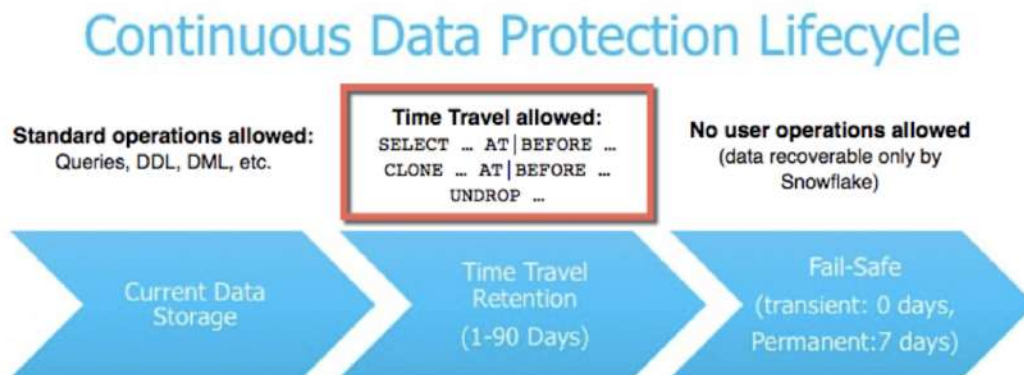 Continuous Data Protection Lifecycle
Standard operations allowed:
Queries, DDL, DML, etc.
Time Travel allowed:
SELECT … AT|BEFORE …
CLONE … AT|BEFORE …
UNDROP …
No user operations allowed
(data recoverable only by
Snowflake)
Current Data
Storage
Time Travel
Retention
(1-90 Days)
Fail-Safe
(transient: 0 days,
Permanent:7 days)